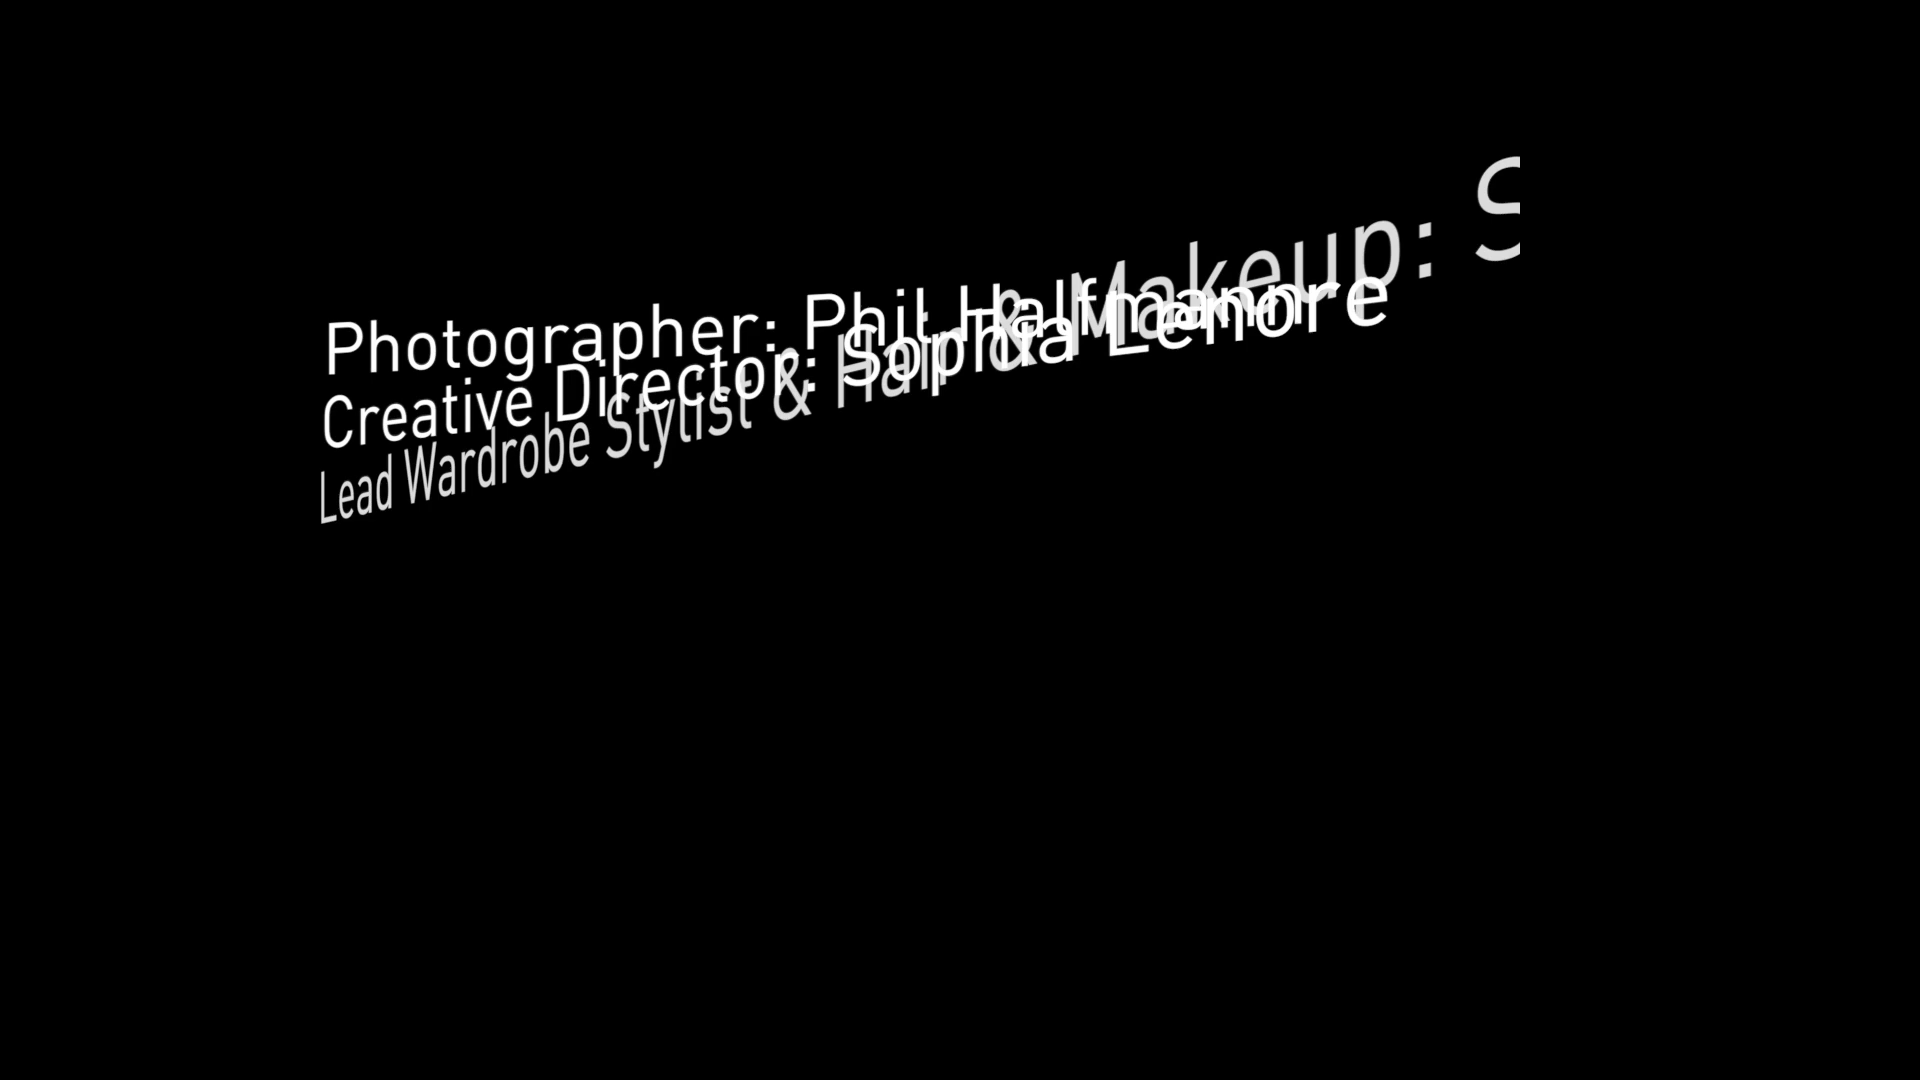 Photographer: Phil Halfmann
Creative Director: Sophia Lenore
Lead Wardrobe Stylist & Hair & Makeup: S